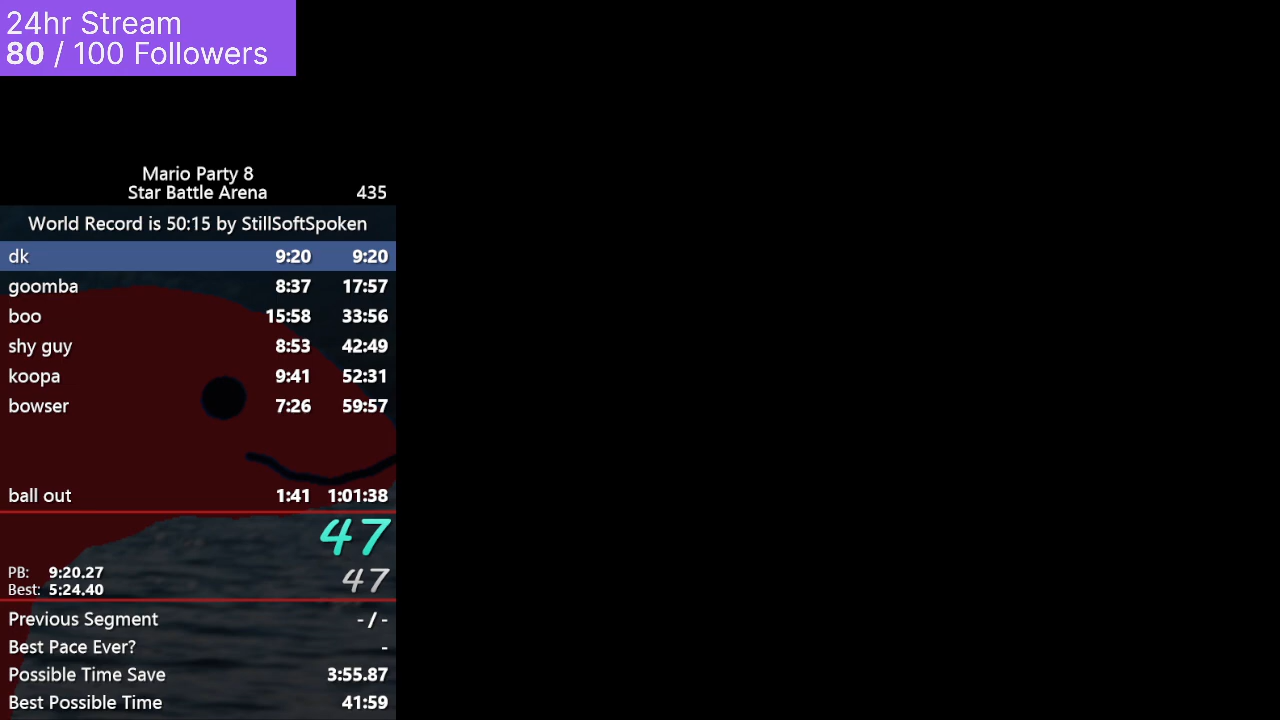 24hr Stream
80 / 100 Followers
Mario Party 8
Star Battle Arena 435
World Record is 50:15 by StillSoftSpoken
dk 9:20 9:20
goomba 8:37 17:57
boo 15:58 33:56
shy guy 8:53 42:49
koopa 9:41 52:31
bowser 7:26 59:57
ball out 1:41 1:01:38
47
PB: 9:20.27
Best: 5:24.40
47
Previous Segment - / -
Best Pace Ever? -
Possible Time Save 3:55.87
Best Possible Time 41:59